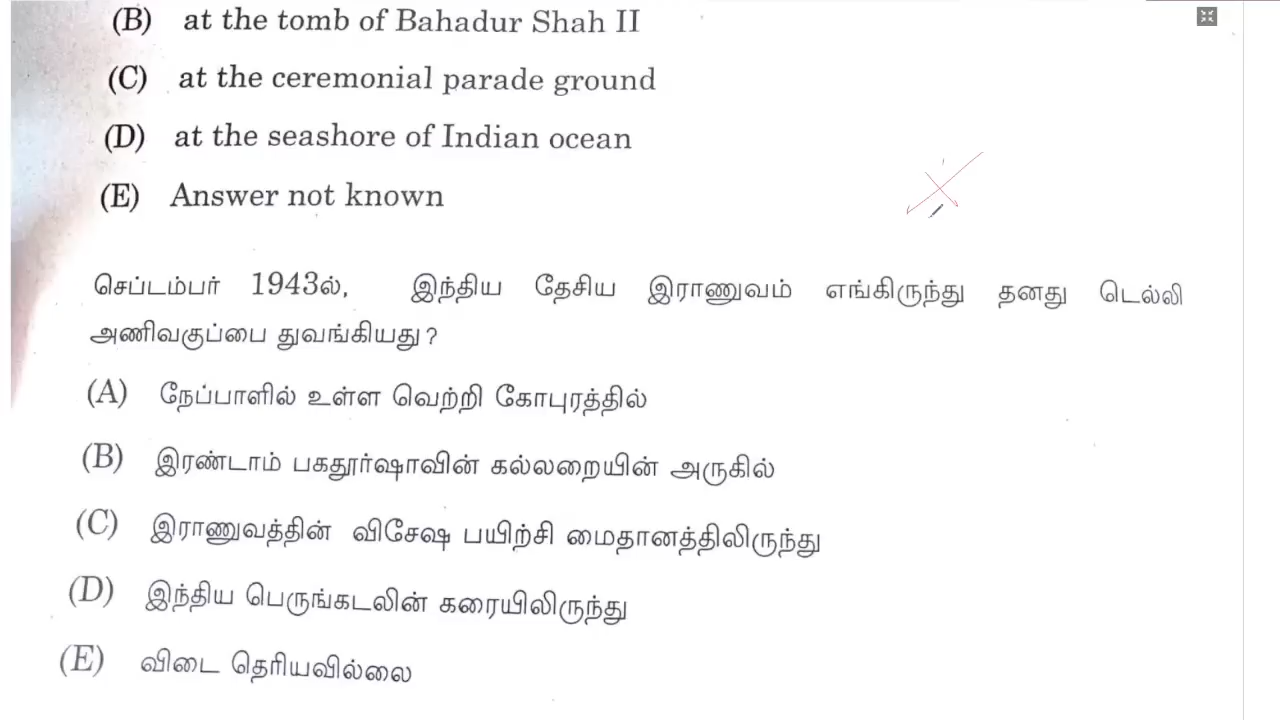 (B) at the tomb of Bahadur Shah II
(C) at the ceremonial parade ground
(D) at the seashore of Indian ocean
(E) Answer not known
செப்டம்பர் 1943ல், இந்திய தேசிய இராணுவம் எங்கிருந்து தனது டெல்லி
அணிவகுப்பை துவங்கியது?
(A) நேப்பாளில் உள்ள வெற்றி கோபுரத்தில்
(B) இரண்டாம் பகதூர்ஷாவின் கல்லறையின் அருகில்
(C) இராணுவத்தின் விசேஷ பயிற்சி மைதானத்திலிருந்து
(D) இந்திய பெருங்கடலின் கரையிலிருந்து
(E) விடை தெரியவில்லை